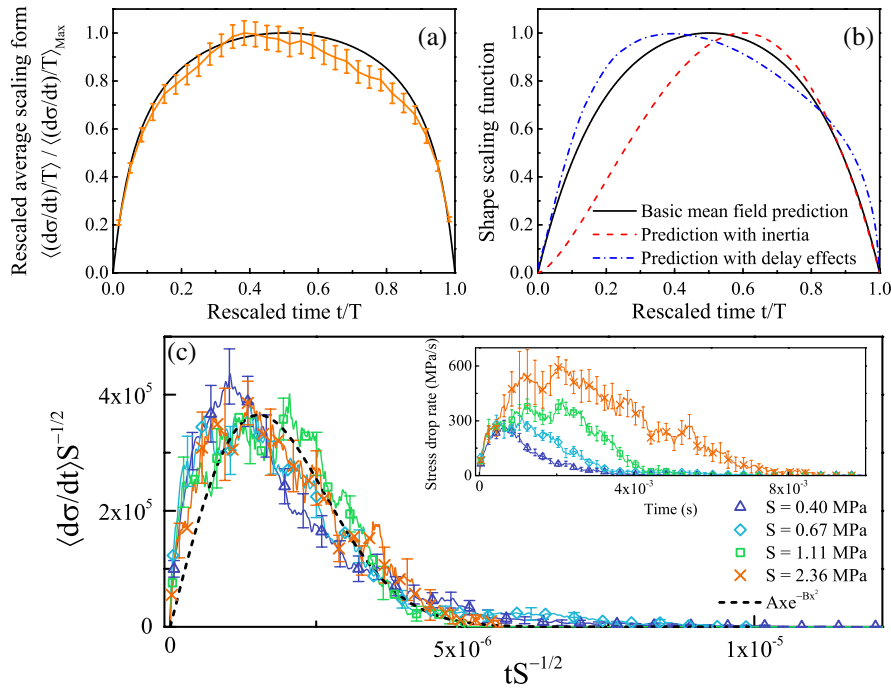 (a)
Rescaled average scaling form
⟨(dσ/dt)/T⟩ / ⟨(dσ/dt)/T⟩Max
1.0
0.8
0.6
0.4
0.2
0.0
0.0 0.2 0.4 0.6 0.8 1.0
Rescaled time t/T
(b)
Shape scaling function
1.0
0.8
0.6
0.4
0.2
0.0
Basic mean field prediction
Prediction with inertia
Prediction with delay effects
0.0 0.2 0.4 0.6 0.8 1.0
Rescaled time t/T
(c)
⟨dσ/dt⟩S⁻¹ᐟ²
4x10⁵
2x10⁵
0
0 5x10⁻⁶ 1x10⁻⁵
tS⁻¹ᐟ²
Stress drop rate (MPa/s)
600
300
0
0 4x10⁻³ 8x10⁻³
Time (s)
S = 0.40 MPa
S = 0.67 MPa
S = 1.11 MPa
S = 2.36 MPa
Axe⁻ᴮˣ²